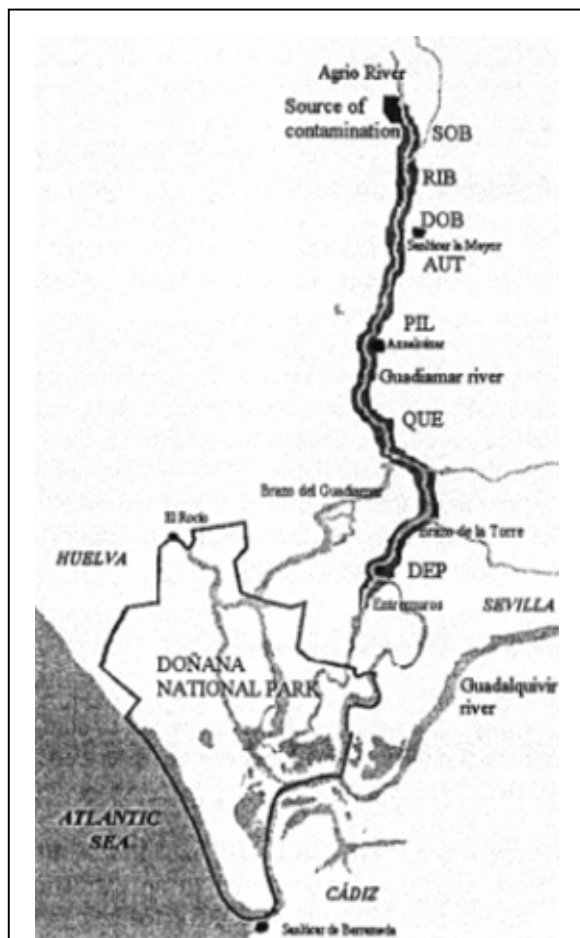 Agrio River
Source of
contamination
SOB
RIB
DOB
Sanlúcar la Mayor
AUT
PIL
Aznalcázar
Guadiamar river
QUE
Brazo del Guadiamar
El Rocío
Brazo de la Torre
HUELVA
DEP
Entremuros
SEVILLA
DOÑANA
NATIONAL PARK
Guadalquivir
river
ATLANTIC
SEA
CÁDIZ
Sanlúcar de Barrameda